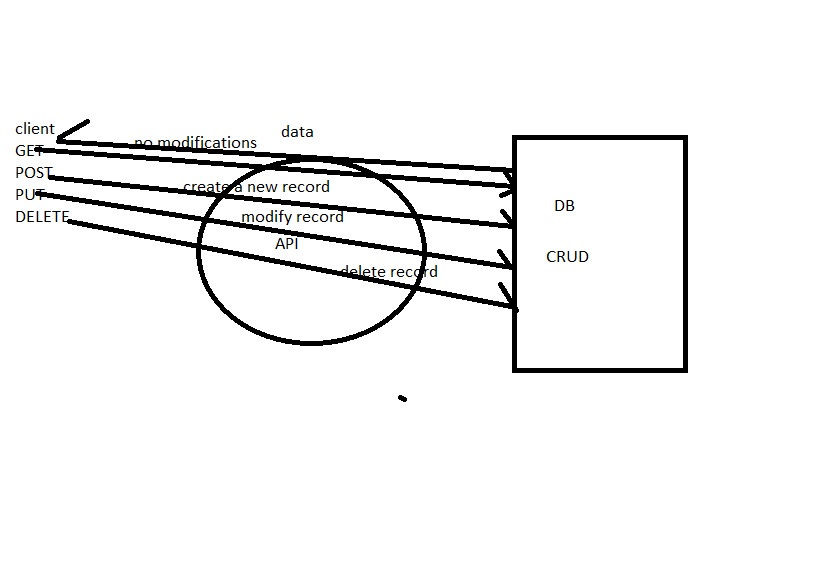 client
GET
POST
PUT
DELETE
data
no modifications
create a new record
modify record
API
delete record
DB
CRUD